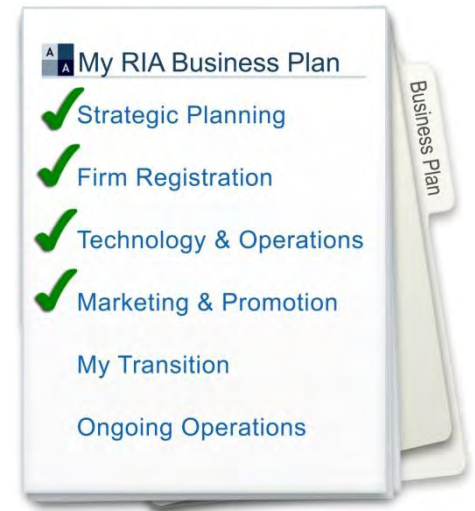 A
A
My RIA Business Plan
Strategic Planning
Firm Registration
Technology & Operations
Marketing & Promotion
My Transition
Ongoing Operations
Business Plan